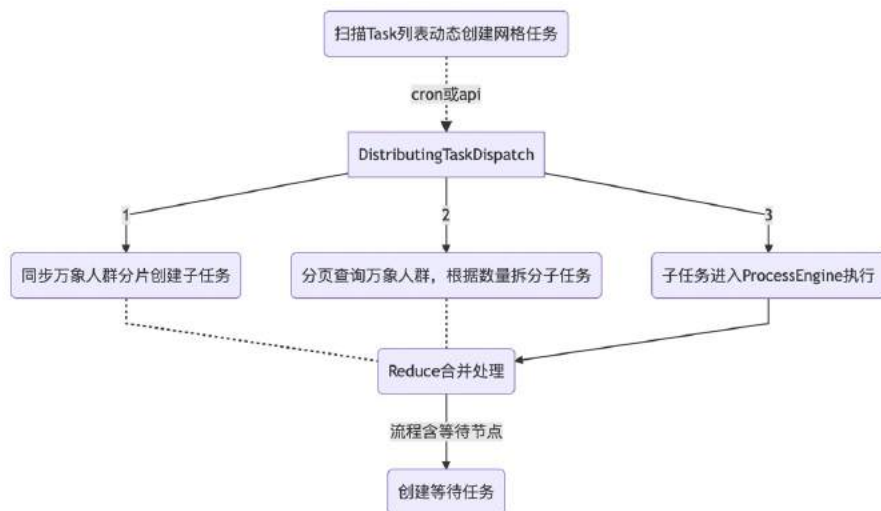 扫描Task列表动态创建网格任务
cron或api
DistributingTaskDispatch
1
2
3
同步万象人群分片创建子任务
分页查询万象人群，根据数量拆分子任务
子任务进入ProcessEngine执行
Reduce合并处理
流程含等待节点
创建等待任务